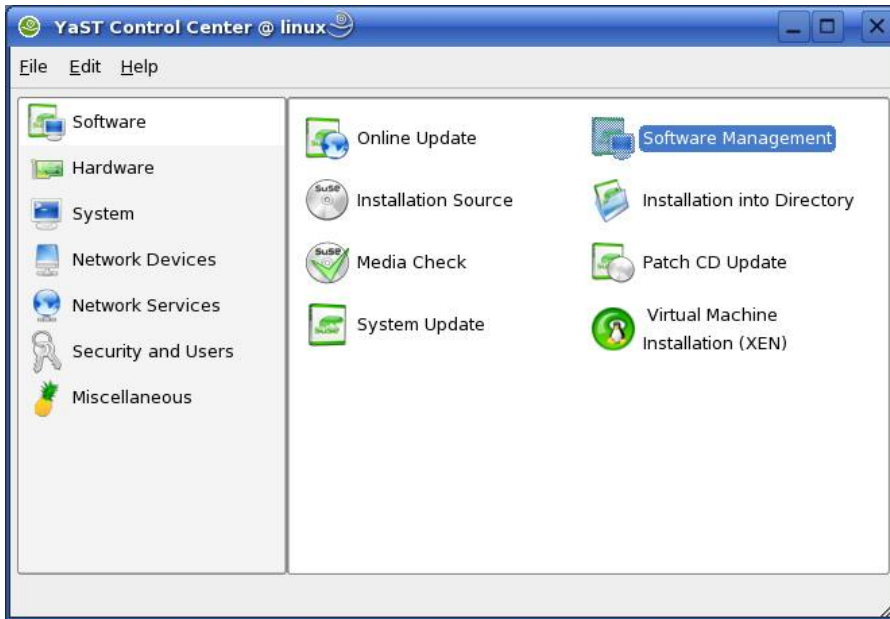 YaST Control Center @ linux
File Edit Help
Software
Hardware
System
Network Devices
Network Services
Security and Users
Miscellaneous
Online Update
Software Management
SUSE
Installation Source
Installation into Directory
SUSE
Media Check
Patch CD Update
System Update
Virtual Machine
Installation (XEN)